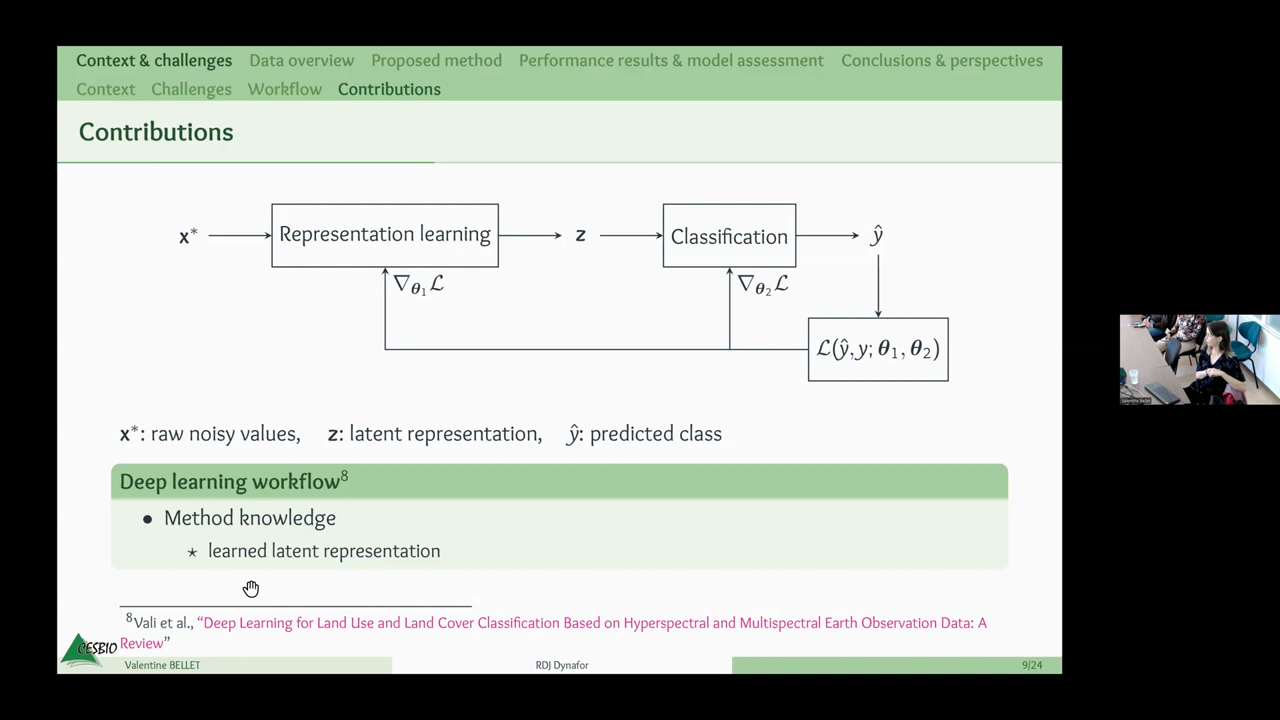 Context & challenges Data overview Proposed method Performance results & model assessment Conclusions & perspectives
Context Challenges Workflow Contributions
Contributions
x* Representation learning z Classification ŷ
∇θ₁ℒ ∇θ₂ℒ
ℒ(ŷ, y; θ₁, θ₂)
x*: raw noisy values, z: latent representation, ŷ: predicted class
Deep learning workflow⁸
• Method knowledge
⋆ learned latent representation
⁸Vali et al., “Deep Learning for Land Use and Land Cover Classification Based on Hyperspectral and Multispectral Earth Observation Data: A
Review”
CESBIO
Valentine BELLET RDJ Dynafor 9/24
Valentine Bellet